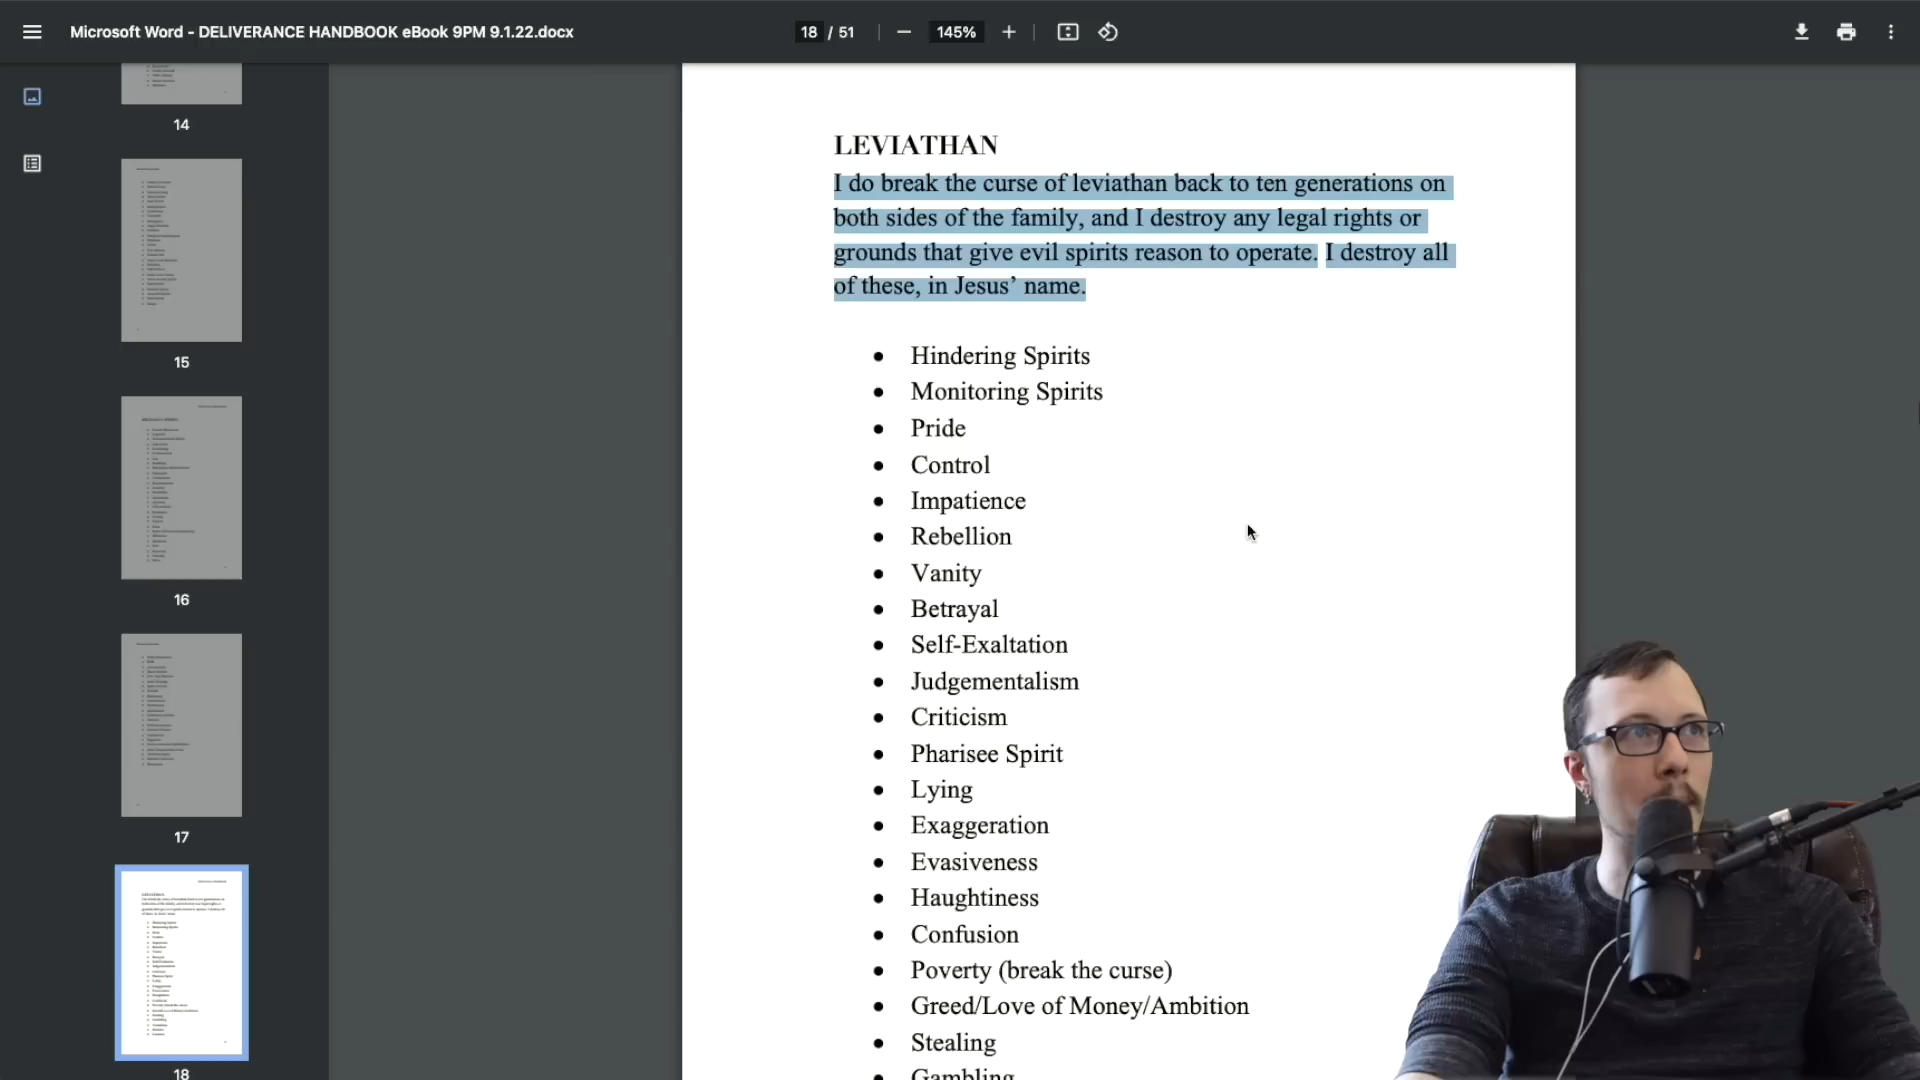 Microsoft Word - DELIVERANCE HANDBOOK eBook 9PM 9.1.22.docx
18 / 51
145%
14
15
16
17
18
LEVIATHAN
I do break the curse of leviathan back to ten generations on
both sides of the family, and I destroy any legal rights or
grounds that give evil spirits reason to operate. I destroy all
of these, in Jesus’ name.
• Hindering Spirits
• Monitoring Spirits
• Pride
• Control
• Impatience
• Rebellion
• Vanity
• Betrayal
• Self-Exaltation
• Judgementalism
• Criticism
• Pharisee Spirit
• Lying
• Exaggeration
• Evasiveness
• Haughtiness
• Confusion
• Poverty (break the curse)
• Greed/Love of Money/Ambition
• Stealing
• Gambling